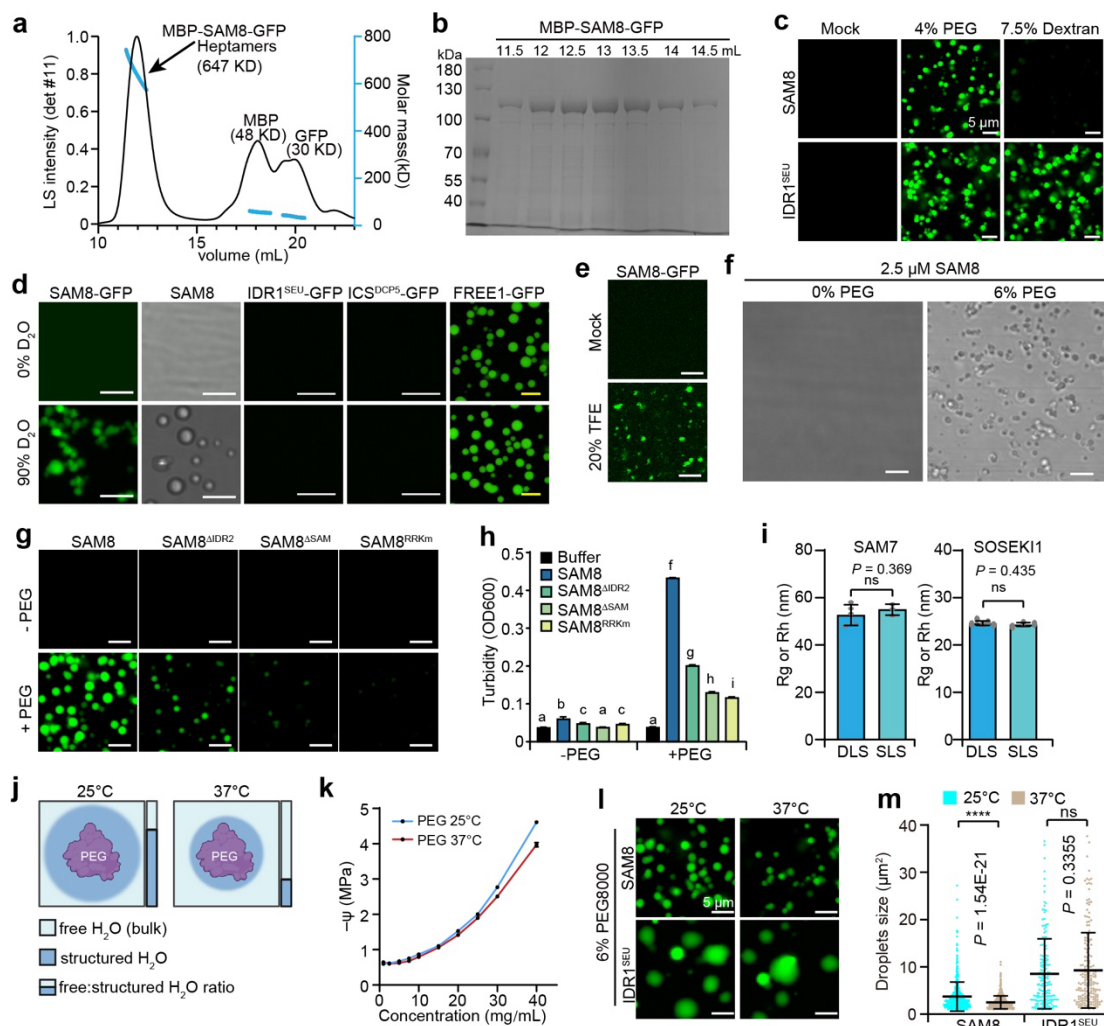 a
MBP-SAM8-GFP
Heptamers
(647 KD)
MBP
(48 KD)
GFP
(30 KD)
LS intensity (det #11)
1.0
0.8
0.6
0.4
0.2
0
10 15 20
volume (mL)
800
600
400
200
0
Molar mass(kD)
b
MBP-SAM8-GFP
11.5 12 12.5 13 13.5 14 14.5 mL
kDa
180
130
100
70
55
40
c
Mock 4% PEG 7.5% Dextran
SAM8
5 µm
IDR1SEU
d
SAM8-GFP SAM8 IDR1SEU-GFP ICSDCP5-GFP FREE1-GFP
0% D2O
90% D2O
e
SAM8-GFP
Mock
20% TFE
f
2.5 µM SAM8
0% PEG 6% PEG
g
SAM8 SAM8ΔIDR2 SAM8ΔSAM SAM8RRKm
- PEG
+ PEG
h
Turbidity (OD600)
0.5
0.4
0.3
0.2
0.1
0
Buffer
SAM8
SAM8ΔIDR2
SAM8ΔSAM
SAM8RRKm
a b c a c
a f g h i
-PEG +PEG
i
SAM7
P = 0.369
ns
Rg or Rh (nm)
80
60
40
20
0
DLS SLS
SOSEKI1
P = 0.435
ns
Rg or Rh (nm)
80
60
40
20
0
DLS SLS
j
25°C 37°C
PEG PEG
free H2O (bulk)
structured H2O
free:structured H2O ratio
k
PEG 25°C
PEG 37°C
−ψ (MPa)
5
4
3
2
1
0
0 10 20 30 40
Concentration (mg/mL)
l
25°C 37°C
6% PEG8000
SAM8
5 µm
IDR1SEU
m
25°C 37°C
Droplets size (µm²)
40
30
20
10
0
****
P = 1.54E-21
ns
P = 0.3355
SAM8 IDR1SEU